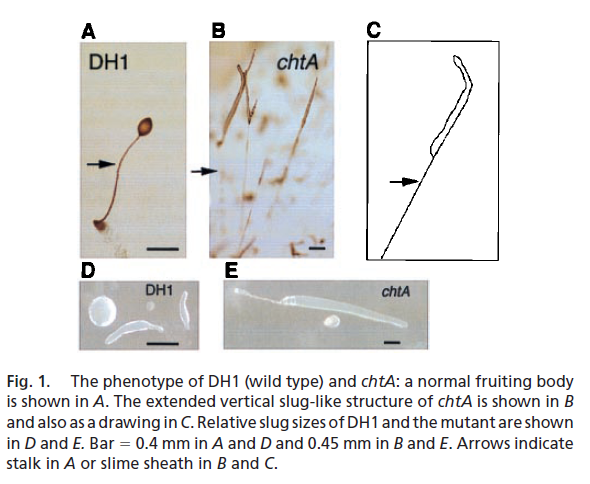 A
B
C
DH1
chtA
D
E
DH1
chtA
Fig. 1. The phenotype of DH1 (wild type) and chtA: a normal fruiting body
is shown in A. The extended vertical slug-like structure of chtA is shown in B
and also as a drawing in C. Relative slug sizes of DH1 and the mutant are shown
in D and E. Bar = 0.4 mm in A and D and 0.45 mm in B and E. Arrows indicate
stalk in A or slime sheath in B and C.